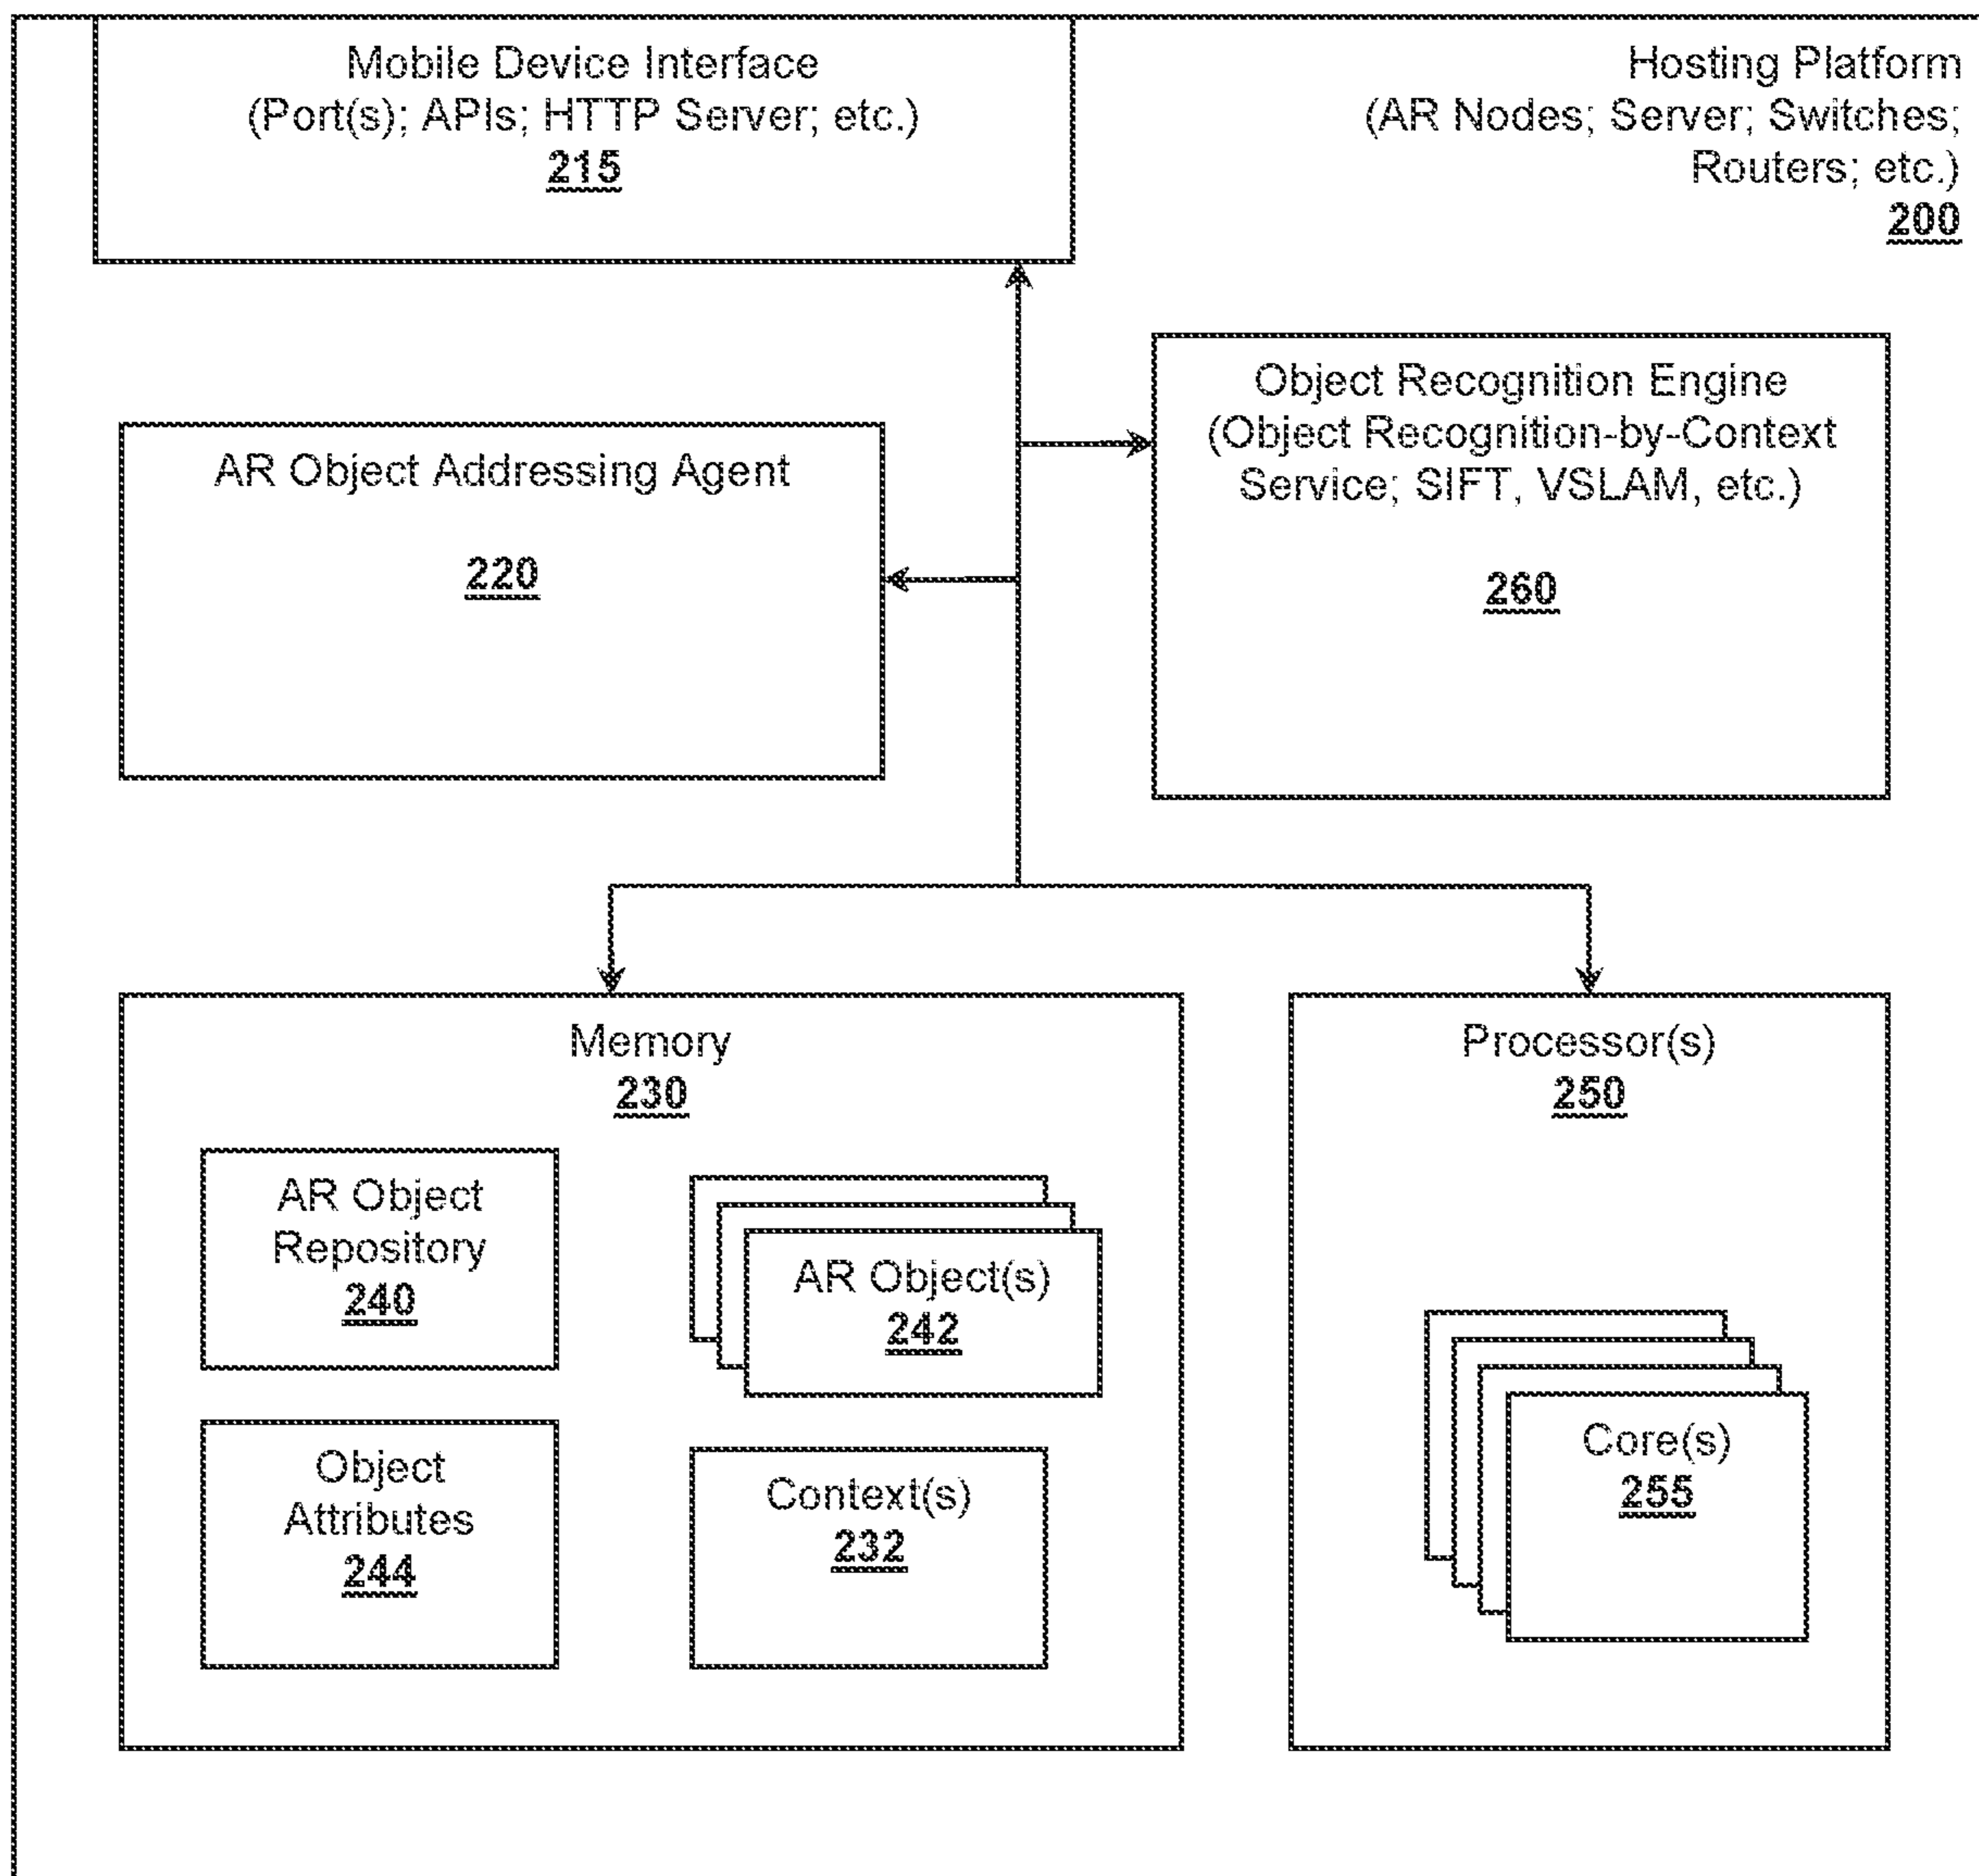 Mobile Device Interface
(Port(s); APIs; HTTP Server; etc.)
215
Hosting Platform
(AR Nodes; Server; Switches;
Routers; etc.)
200
Object Recognition Engine
(Object Recognition-by-Context
Service; SIFT, VSLAM, etc.)
260
AR Object Addressing Agent
220
Memory
230
AR Object
Repository
240
AR Object(s)
242
Object
Attributes
244
Context(s)
232
Processor(s)
250
Core(s)
255